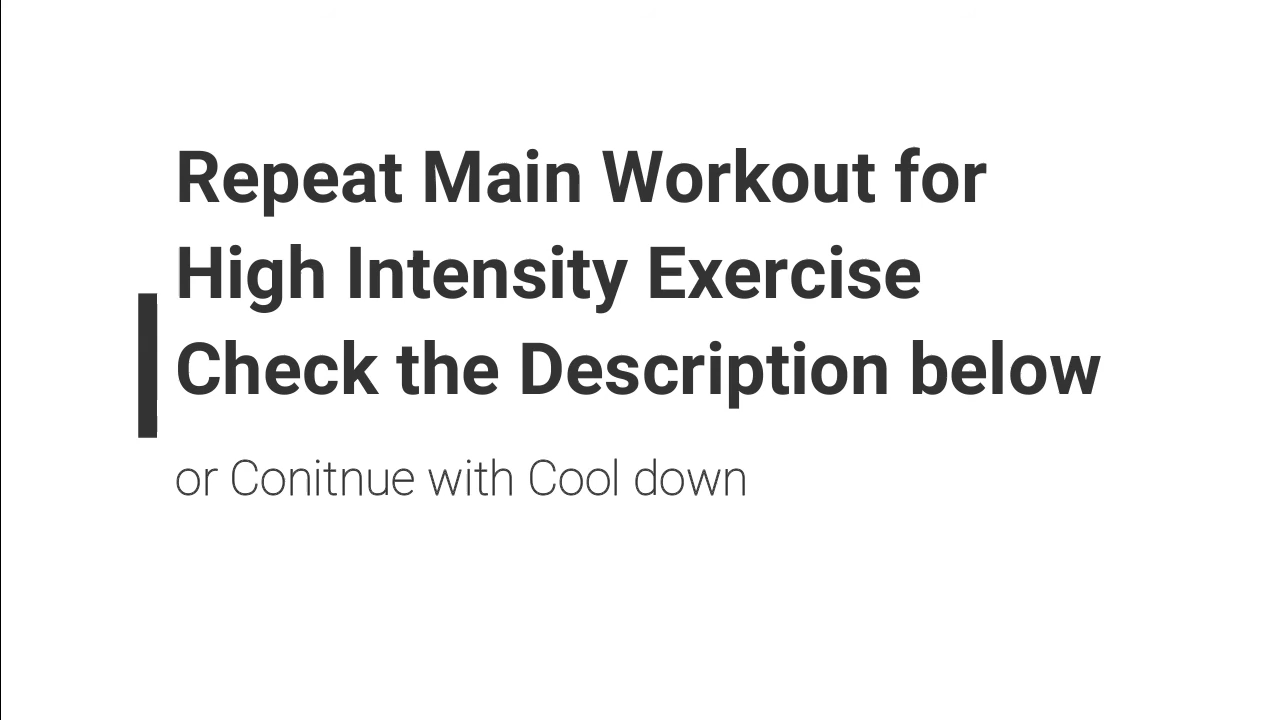 Repeat Main Workout for
High Intensity Exercise
Check the Description below
or Conitnue with Cool down